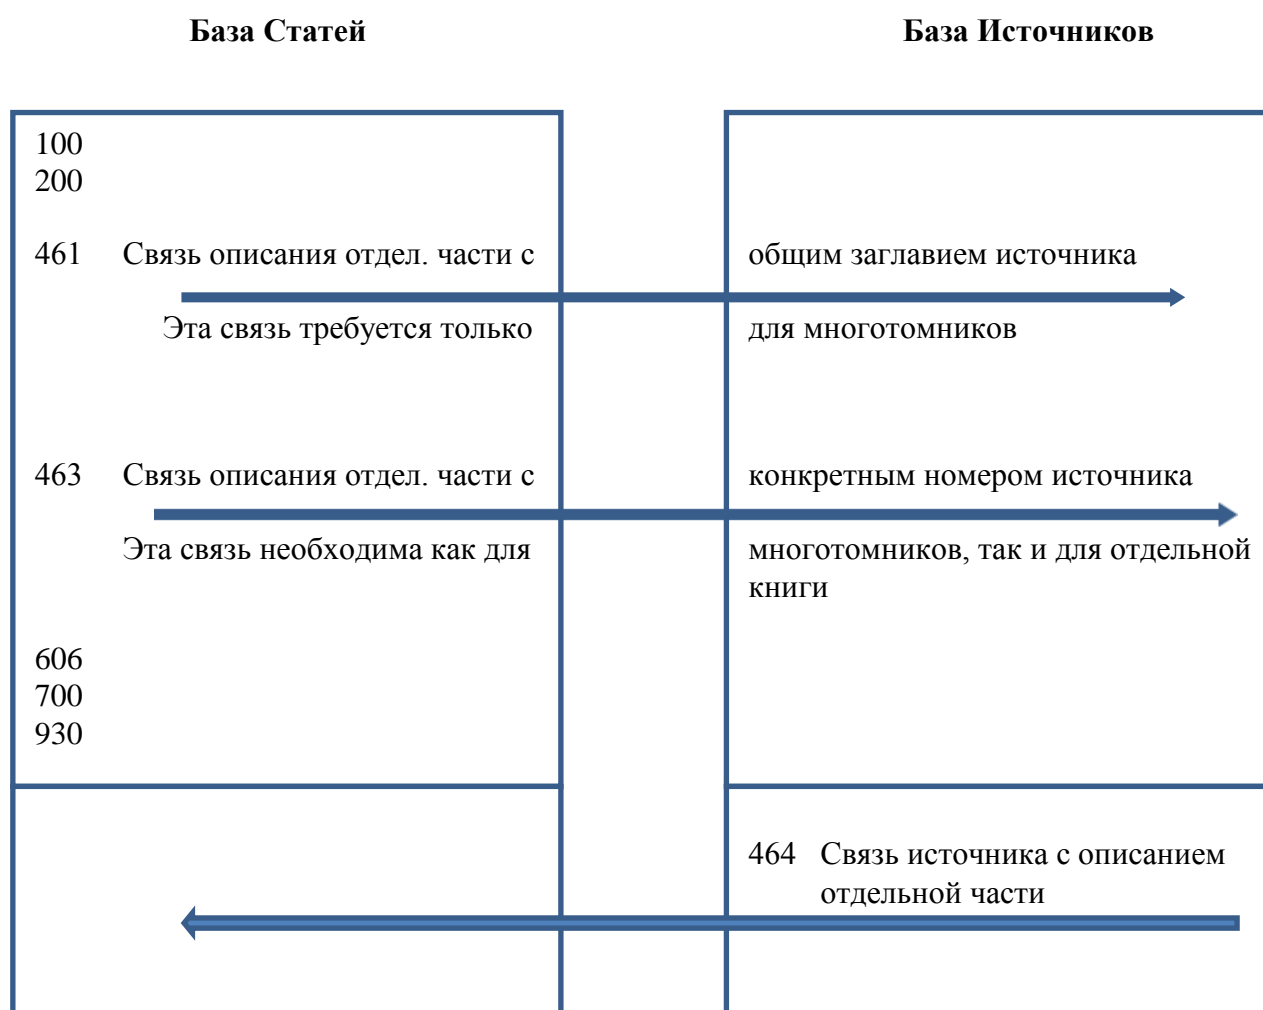 База Статей База Источников
100
200
461 Связь описания отдел. части с общим заглавием источника
Эта связь требуется только для многотомников
463 Связь описания отдел. части с конкретным номером источника
Эта связь необходима как для многотомников, так и для отдельной
книги
606
700
930
464 Связь источника с описанием
отдельной части